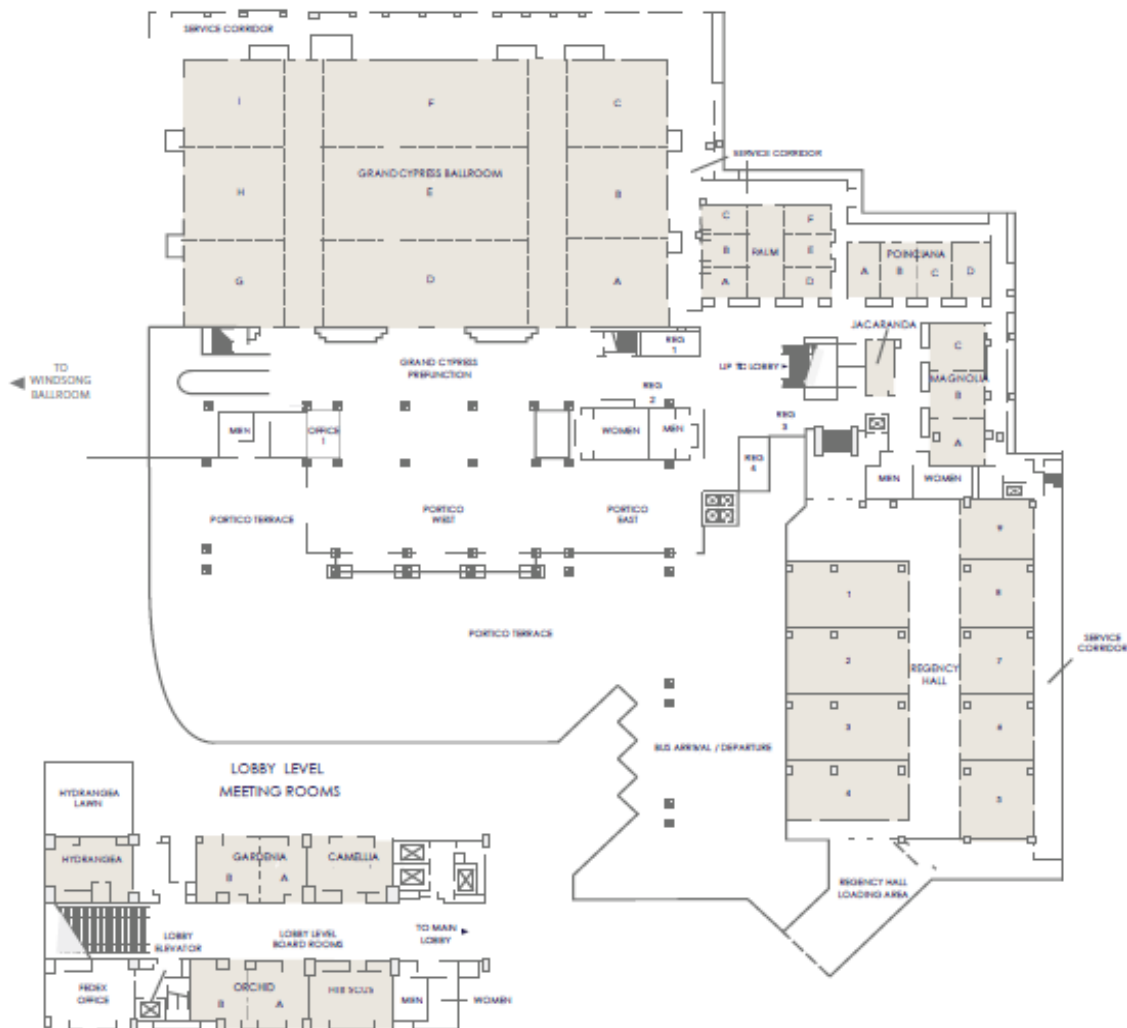 SERVICE CORRIDOR
I
F
C
SERVICE CORRIDOR
GRAND CYPRESS BALLROOM
H
E
B
G
D
A
C
F
B
PALM
E
A
D
POINCIANA
A
B
C
D
JACARANDA
REG
1
GRAND CYPRESS
PREFUNCTION
UP TO LOBBY
C
MAGNOLIA
B
A
TO
WINDSONG
BALLROOM
REG
2
REG
3
MEN
OFFICE
1
WOMEN
MEN
REG
4
MEN
WOMEN
PORTICO TERRACE
PORTICO
WEST
PORTICO
EAST
9
1
8
PORTICO TERRACE
2
REGENCY
HALL
7
SERVICE
CORRIDOR
3
6
BUS ARRIVAL / DEPARTURE
4
5
LOBBY LEVEL
MEETING ROOMS
HYDRANGEA
LAWN
HYDRANGEA
GARDENIA
B
A
CAMELLIA
REGENCY HALL
LOADING AREA
LOBBY
ELEVATOR
LOBBY LEVEL
BOARD ROOMS
TO MAIN
LOBBY
FEDEX
OFFICE
ORCHID
B
A
HIBISCUS
MEN
WOMEN